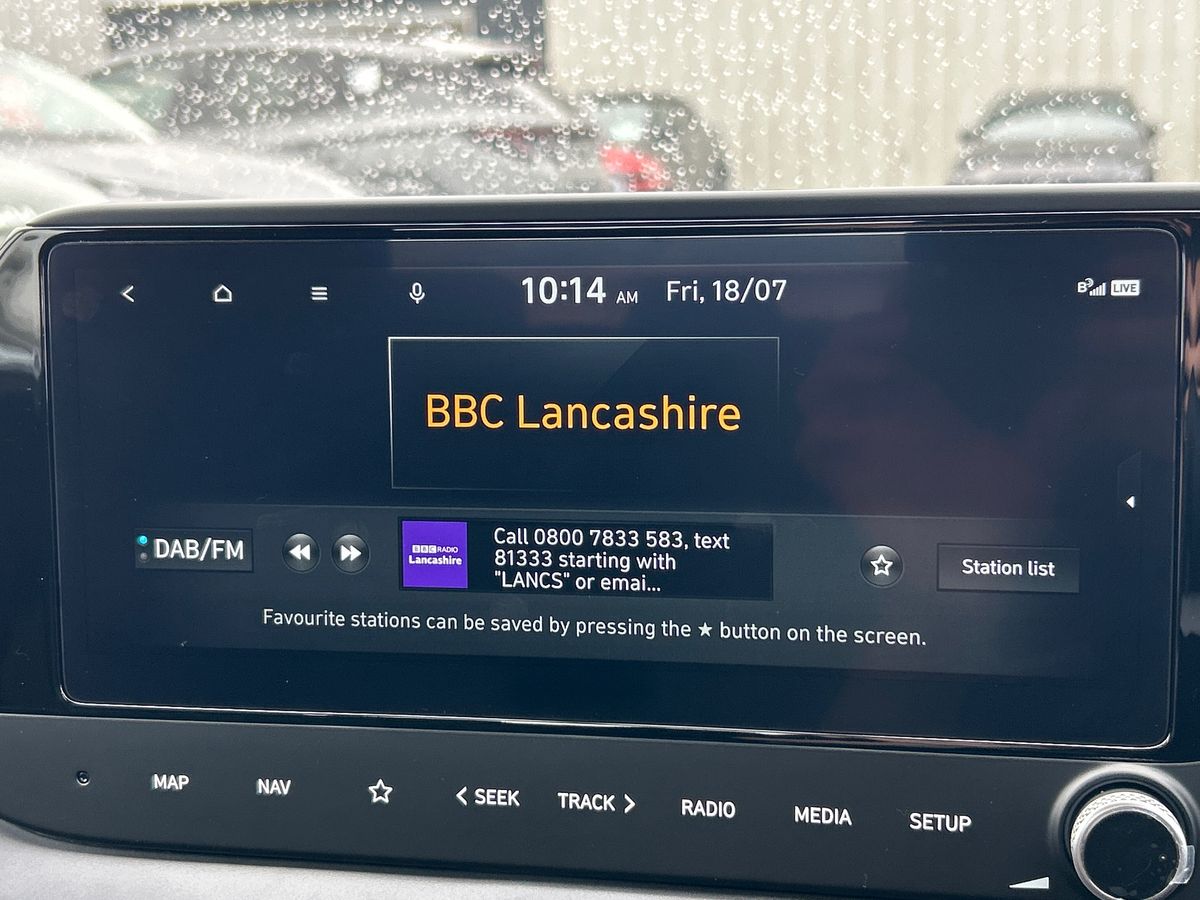 10:14 AM Fri, 18/07
B LIVE
BBC Lancashire
DAB/FM
BBC RADIO
Lancashire
Call 0800 7833 583, text
81333 starting with
"LANCS" or emai...
Station list
Favourite stations can be saved by pressing the ★ button on the screen.
MAP
NAV
< SEEK
TRACK >
RADIO
MEDIA
SETUP